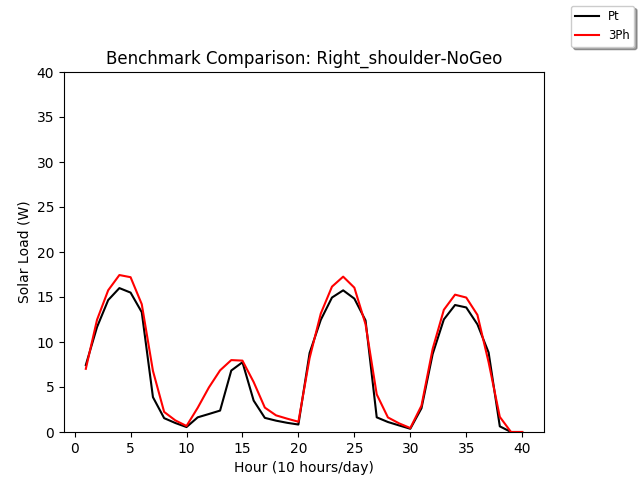 Pt
3Ph
Benchmark Comparison: Right_shoulder-NoGeo
40
35
30
25
20
15
10
5
0
Solar Load (W)
0 5 10 15 20 25 30 35 40
Hour (10 hours/day)